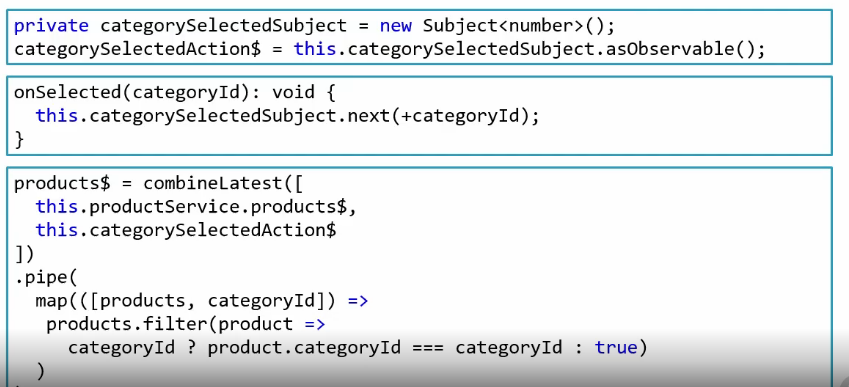 private categorySelectedSubject = new Subject<number>();
categorySelectedAction$ = this.categorySelectedSubject.asObservable();
onSelected(categoryId): void {
  this.categorySelectedSubject.next(+categoryId);
}
products$ = combineLatest([
  this.productService.products$,
  this.categorySelectedAction$
])
.pipe(
  map(([products, categoryId]) =>
   products.filter(product =>
     categoryId ? product.categoryId === categoryId : true)
  )